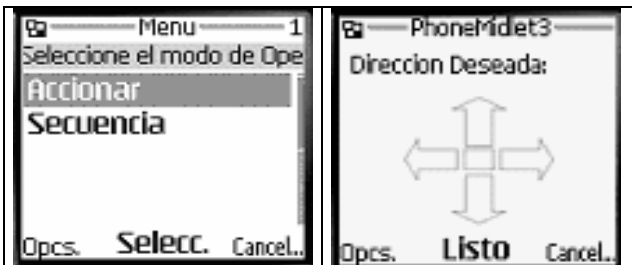 Menu 1
Seleccione el modo de Ope
Accionar
Secuencia
Opcs. Selecc. Cancel..
PhoneMidlet3
Direccion Deseada:
Opcs. Listo Cancel..